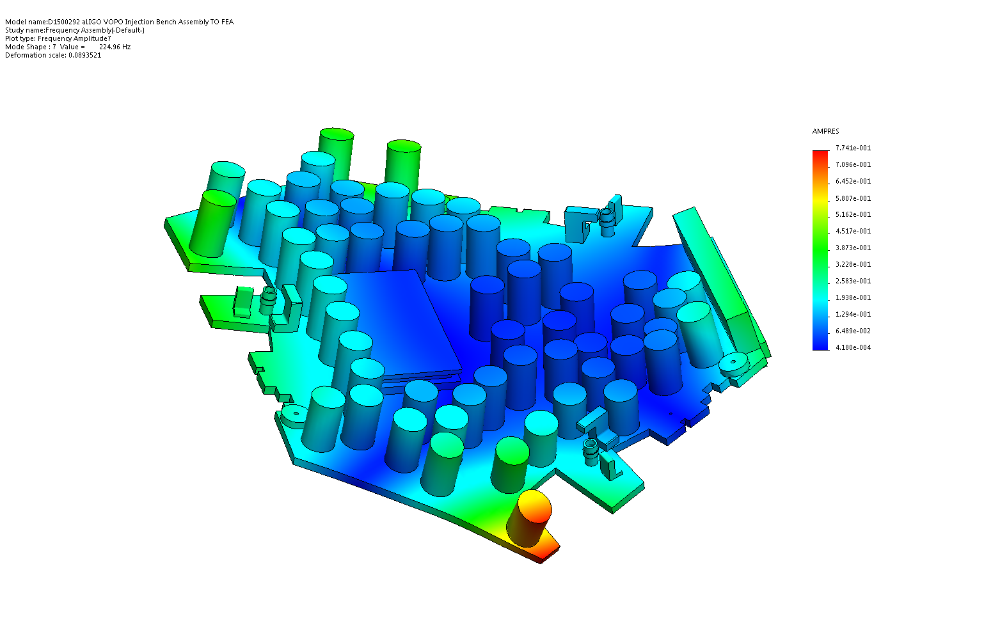 Model name:D1500292 aLIGO VOPO Injection Bench Assembly TO FEA
Study name:Frequency Assembly(-Default-)
Plot type: Frequency Amplitude7
Mode Shape : 7 Value = 224.96 Hz
Deformation scale: 0.0893521
AMPRES
7.741e-001
7.096e-001
6.452e-001
5.807e-001
5.162e-001
4.517e-001
3.873e-001
3.228e-001
2.583e-001
1.938e-001
1.294e-001
6.489e-002
4.180e-004